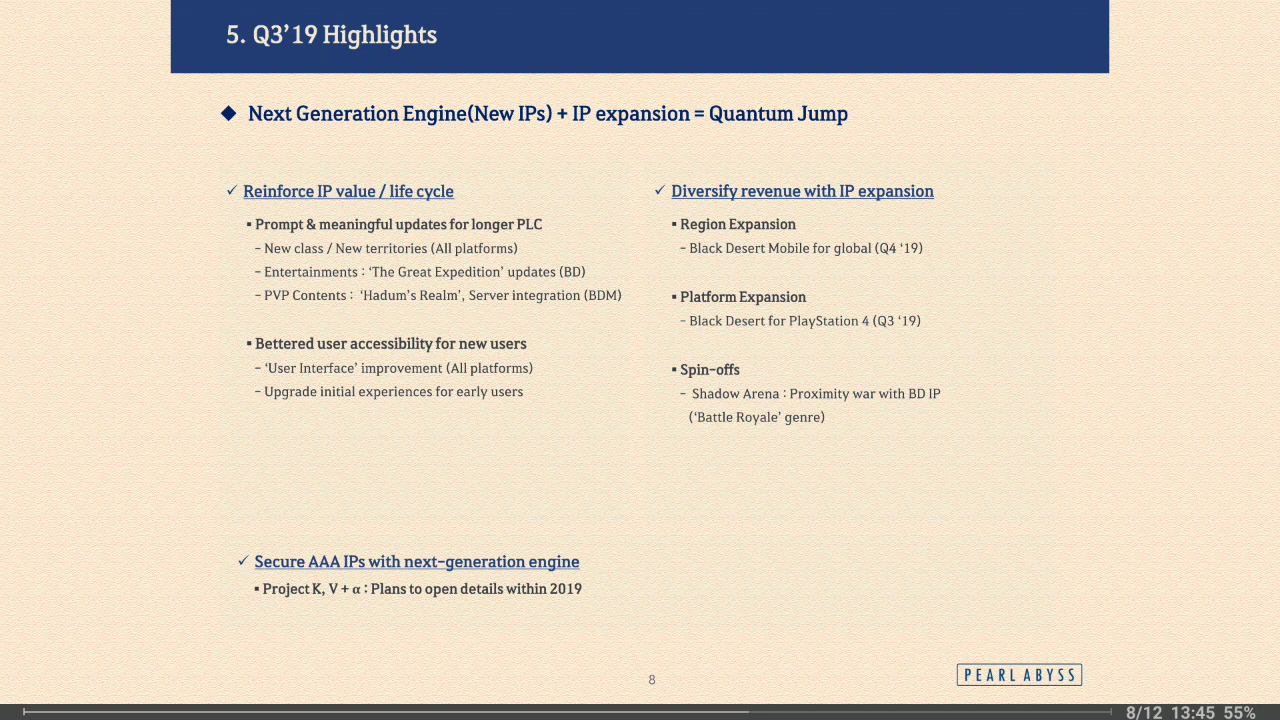 5. Q3’19 Highlights
◆ Next Generation Engine(New IPs) + IP expansion = Quantum Jump
✓ Reinforce IP value / life cycle
▪ Prompt & meaningful updates for longer PLC
– New class / New territories (All platforms)
– Entertainments : ‘The Great Expedition’ updates (BD)
– PVP Contents : ‘Hadum’s Realm’, Server integration (BDM)
▪ Bettered user accessibility for new users
– ‘User Interface’ improvement (All platforms)
– Upgrade initial experiences for early users
✓ Diversify revenue with IP expansion
▪ Region Expansion
– Black Desert Mobile for global (Q4 ‘19)
▪ Platform Expansion
– Black Desert for PlayStation 4 (Q3 ‘19)
▪ Spin-offs
– Shadow Arena : Proximity war with BD IP
(‘Battle Royale’ genre)
✓ Secure AAA IPs with next-generation engine
▪ Project K, V + α : Plans to open details within 2019
8
PEARL ABYSS
8/12 13:45 55%